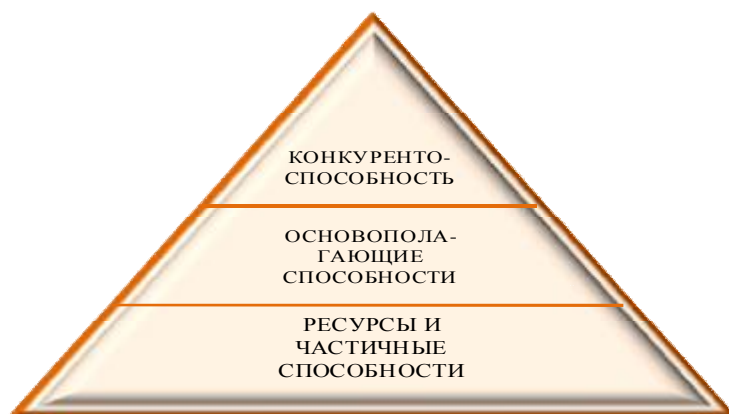 КОНКУРЕНТО-
СПОСОБНОСТЬ
ОСНОВОПОЛА-
ГАЮЩИЕ
СПОСОБНОСТИ
РЕСУРСЫ И
ЧАСТИЧНЫЕ
СПОСОБНОСТИ